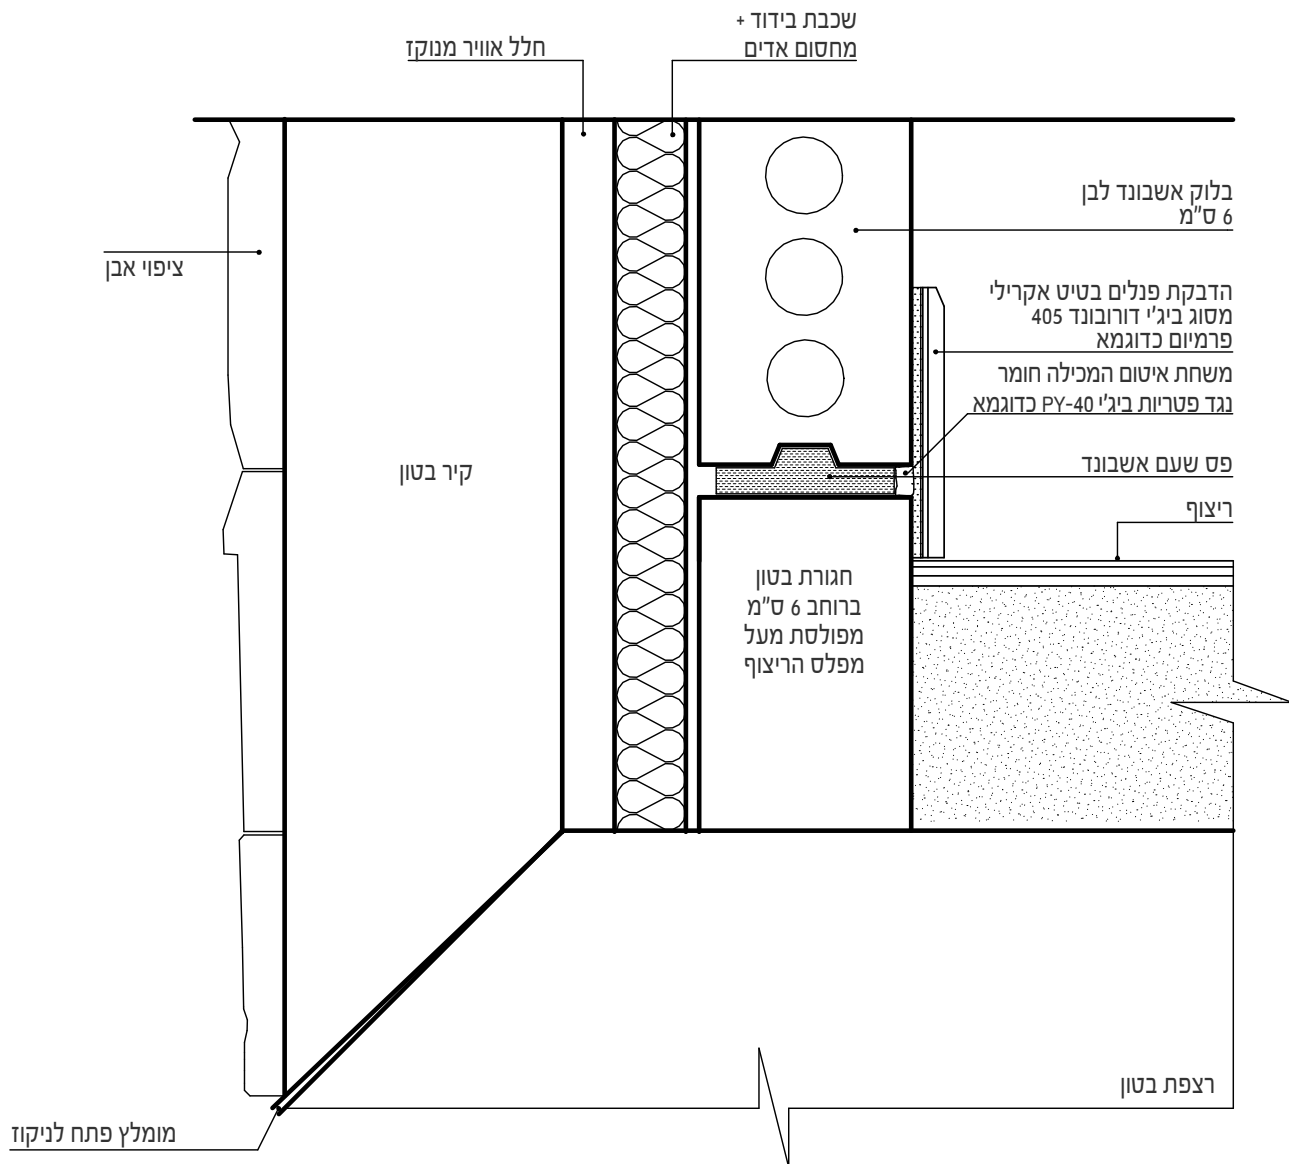 שכבת בידוד +
מחסום אדים
חלל אוויר מנוקז
בלוק אשבונד לבן
6 ס"מ
ציפוי אבן
הדבקת פנלים בטיט אקרילי
מסוג ביג'י דורובונד 405
פרמיום כדוגמא
משחת איטום המכילה חומר
נגד פטריות ביג'י PY-40 כדוגמא
פס שעם אשבונד
קיר בטון
ריצוף
חגורת בטון
ברוחב 6 ס"מ
מפולסת מעל
מפלס הריצוף
רצפת בטון
מומלץ פתח לניקוז